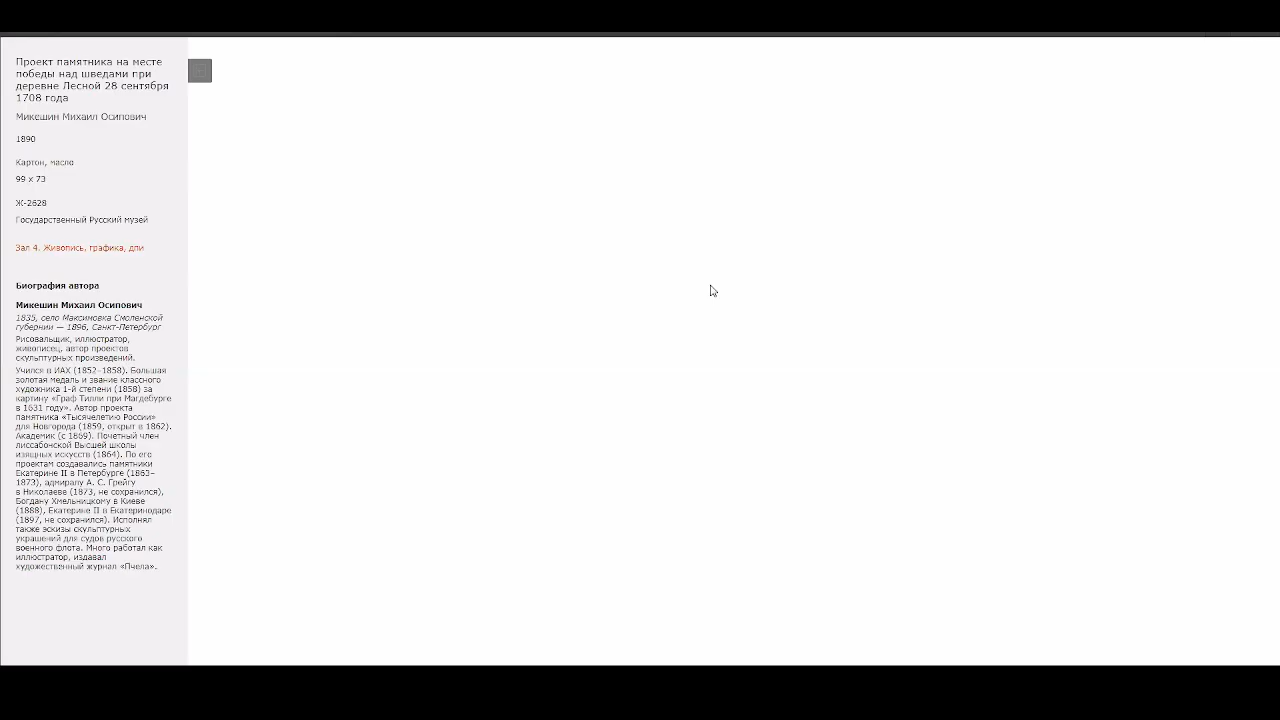 Проект памятника на месте
победы над шведами при
деревне Лесной 28 сентября
1708 года
Микешин Михаил Осипович
1890
Картон, масло
99 x 73
Ж-2628
Государственный Русский музей
Зал 4. Живопись, графика, дпи
Биография автора
Микешин Михаил Осипович
1835, село Максимовка Смоленской
губернии — 1896, Санкт-Петербург
Рисовальщик, иллюстратор,
живописец, автор проектов
скульптурных произведений.
Учился в ИАХ (1852–1858). Большая
золотая медаль и звание классного
художника 1-й степени (1858) за
картину «Граф Тилли при Магдебурге
в 1631 году». Автор проекта
памятника «Тысячелетию России»
для Новгорода (1859, открыт в 1862).
Академик (с 1869). Почетный член
лиссабонской Высшей школы
изящных искусств (1864). По его
проектам создавались памятники
Екатерине II в Петербурге (1863–
1873), адмиралу А. С. Грейгу
в Николаеве (1873, не сохранился),
Богдану Хмельницкому в Киеве
(1888), Екатерине II в Екатеринодаре
(1897, не сохранился). Исполнял
также эскизы скульптурных
украшений для судов русского
военного флота. Много работал как
иллюстратор, издавал
художественный журнал «Пчела».